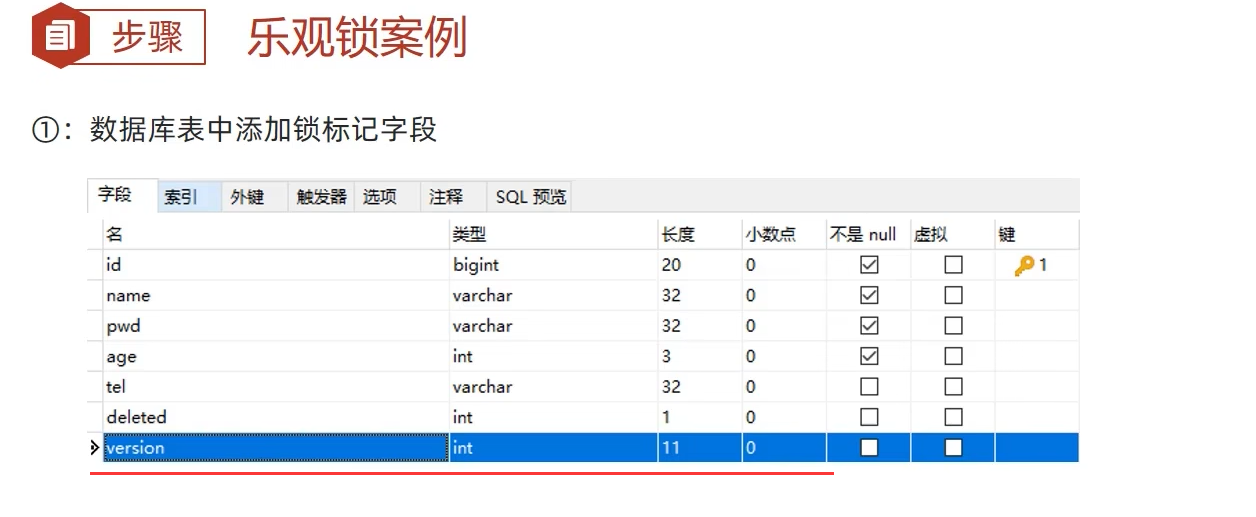 步骤 乐观锁案例
①：数据库表中添加锁标记字段
字段 索引 外键 触发器 选项 注释 SQL 预览
名 类型 长度 小数点 不是 null 虚拟 键
id bigint 20 0 1
name varchar 32 0
pwd varchar 32 0
age int 3 0
tel varchar 32 0
deleted int 1 0
version int 11 0